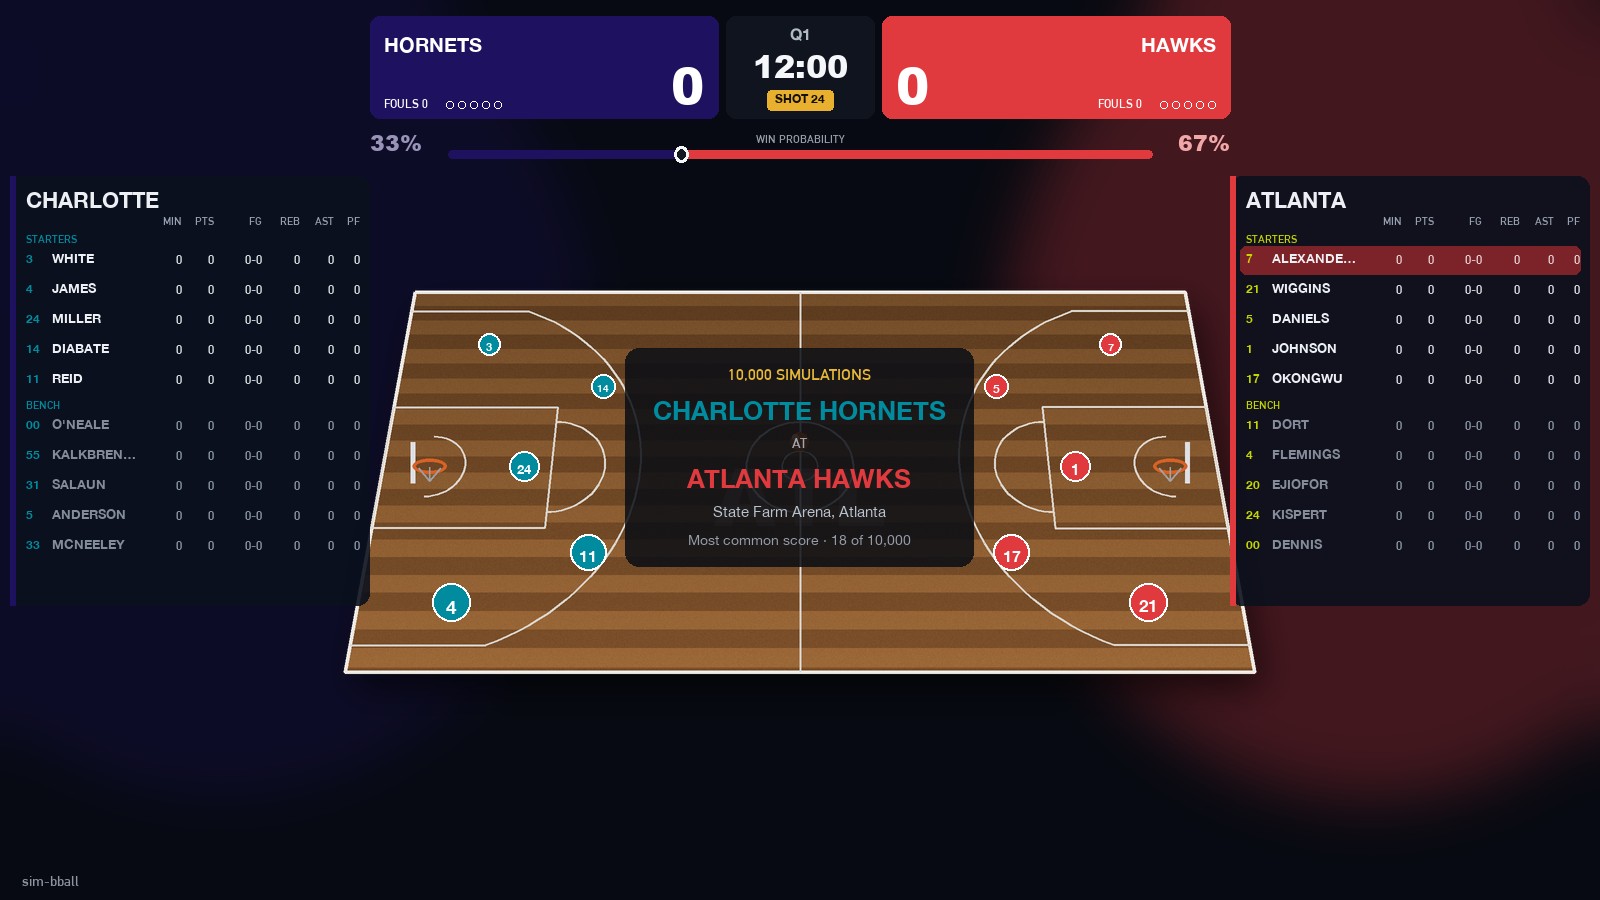 HORNETS
0
FOULS 0
Q1
12:00
SHOT 24
HAWKS
0
FOULS 0
33%
WIN PROBABILITY
67%
CHARLOTTE
MIN PTS FG REB AST PF
STARTERS
3 WHITE 0 0 0-0 0 0 0
4 JAMES 0 0 0-0 0 0 0
24 MILLER 0 0 0-0 0 0 0
14 DIABATE 0 0 0-0 0 0 0
11 REID 0 0 0-0 0 0 0
BENCH
00 O'NEALE 0 0 0-0 0 0 0
55 KALKBREN... 0 0 0-0 0 0 0
31 SALAUN 0 0 0-0 0 0 0
5 ANDERSON 0 0 0-0 0 0 0
33 MCNEELEY 0 0 0-0 0 0 0
3
14
24
11
4
10,000 SIMULATIONS
CHARLOTTE HORNETS
AT
ATLANTA HAWKS
State Farm Arena, Atlanta
Most common score · 18 of 10,000
7
5
1
17
21
ATLANTA
MIN PTS FG REB AST PF
STARTERS
7 ALEXANDE... 0 0 0-0 0 0 0
21 WIGGINS 0 0 0-0 0 0 0
5 DANIELS 0 0 0-0 0 0 0
1 JOHNSON 0 0 0-0 0 0 0
17 OKONGWU 0 0 0-0 0 0 0
BENCH
11 DORT 0 0 0-0 0 0 0
4 FLEMINGS 0 0 0-0 0 0 0
20 EJIOFOR 0 0 0-0 0 0 0
24 KISPERT 0 0 0-0 0 0 0
00 DENNIS 0 0 0-0 0 0 0
sim-bball